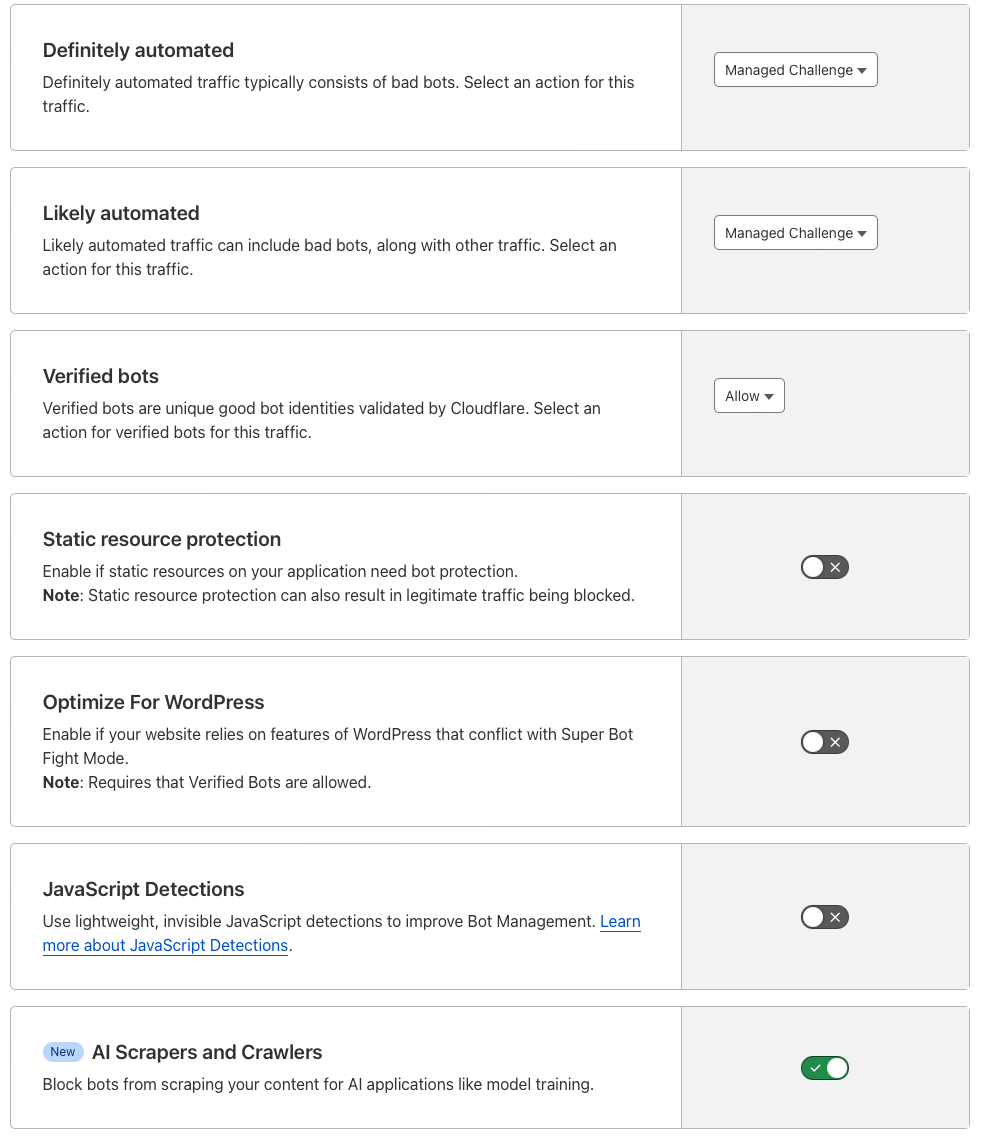 Definitely automated
Definitely automated traffic typically consists of bad bots. Select an action for this
traffic.
Managed Challenge
Likely automated
Likely automated traffic can include bad bots, along with other traffic. Select an
action for this traffic.
Managed Challenge
Verified bots
Verified bots are unique good bot identities validated by Cloudflare. Select an
action for verified bots for this traffic.
Allow
Static resource protection
Enable if static resources on your application need bot protection.
Note: Static resource protection can also result in legitimate traffic being blocked.
Optimize For WordPress
Enable if your website relies on features of WordPress that conflict with Super Bot
Fight Mode.
Note: Requires that Verified Bots are allowed.
JavaScript Detections
Use lightweight, invisible JavaScript detections to improve Bot Management. Learn
more about JavaScript Detections.
New AI Scrapers and Crawlers
Block bots from scraping your content for AI applications like model training.